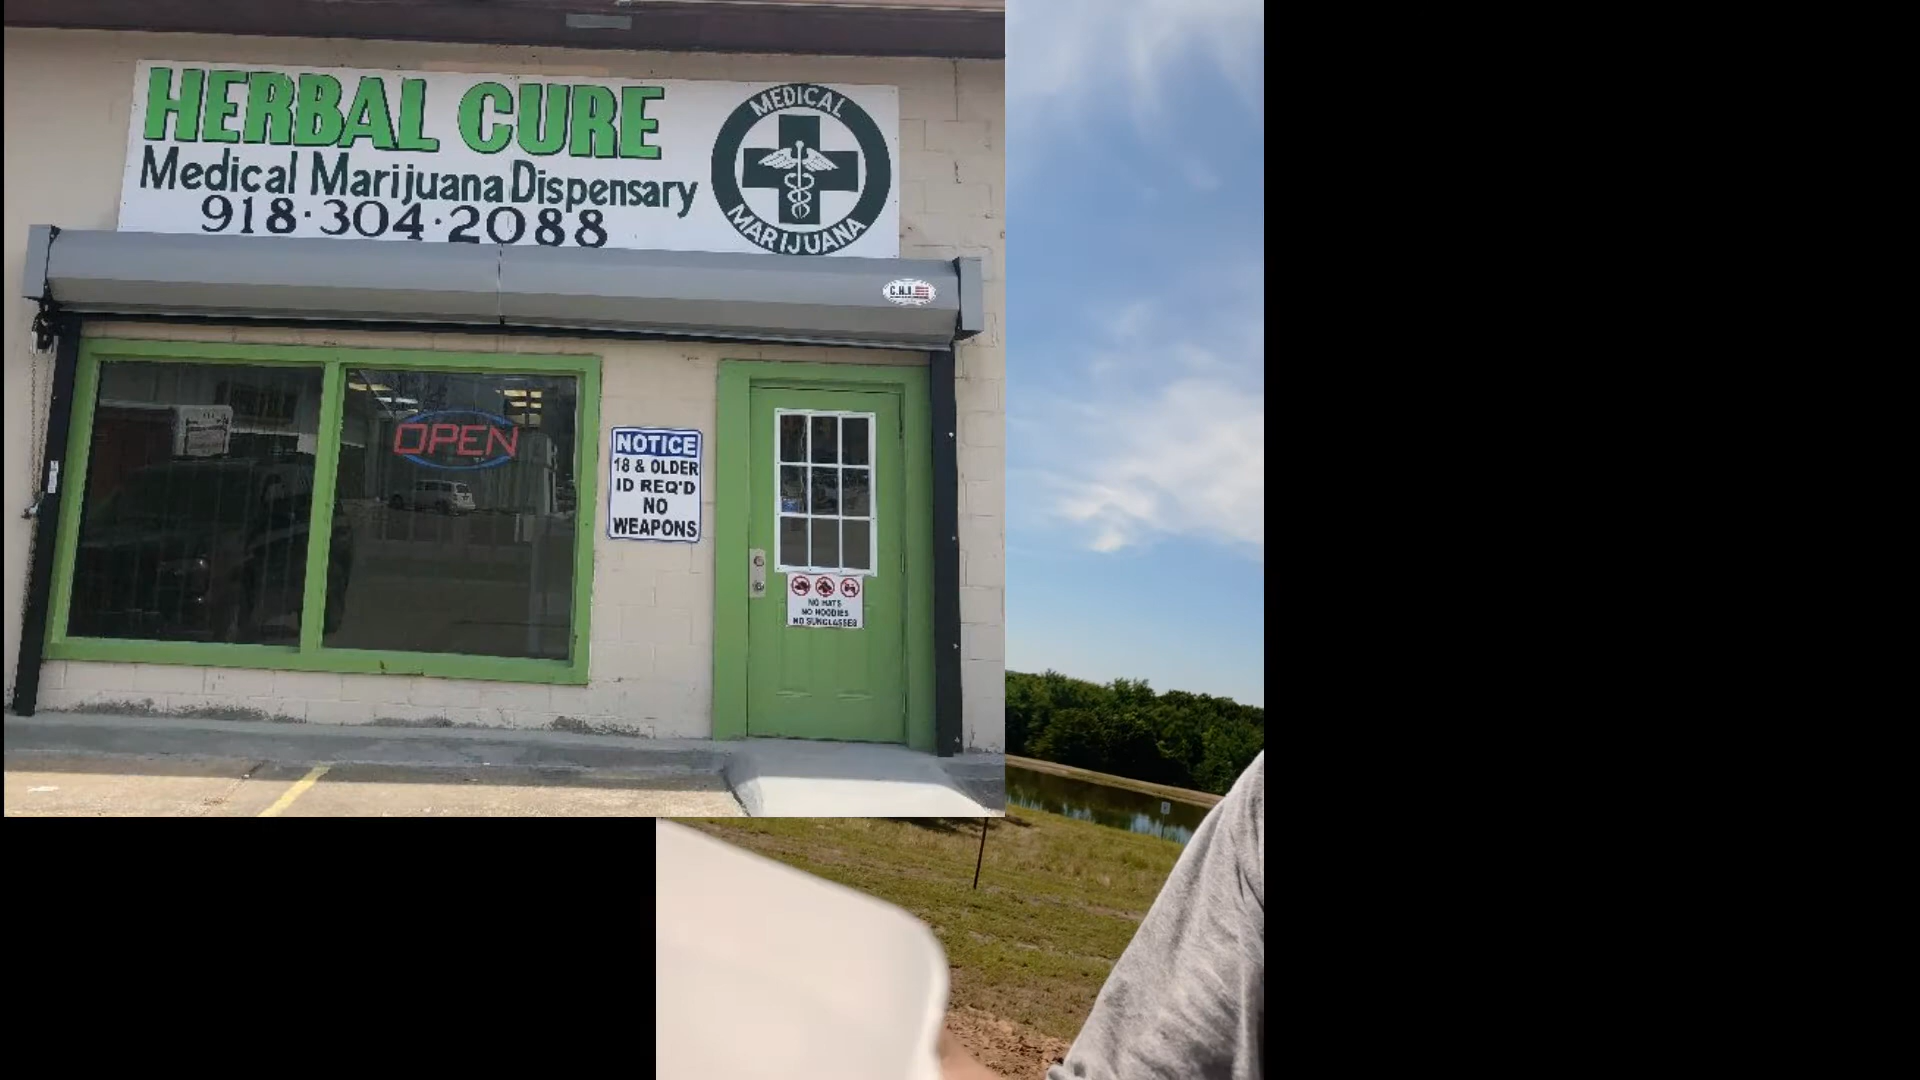 HERBAL CURE
Medical Marijuana Dispensary
918·304·2088
MEDICAL
MARIJUANA
C.H.I.
OPEN
NOTICE
18 & OLDER
ID REQ'D
NO
WEAPONS
NO HATS
NO HOODIES
NO SUNGLASSES